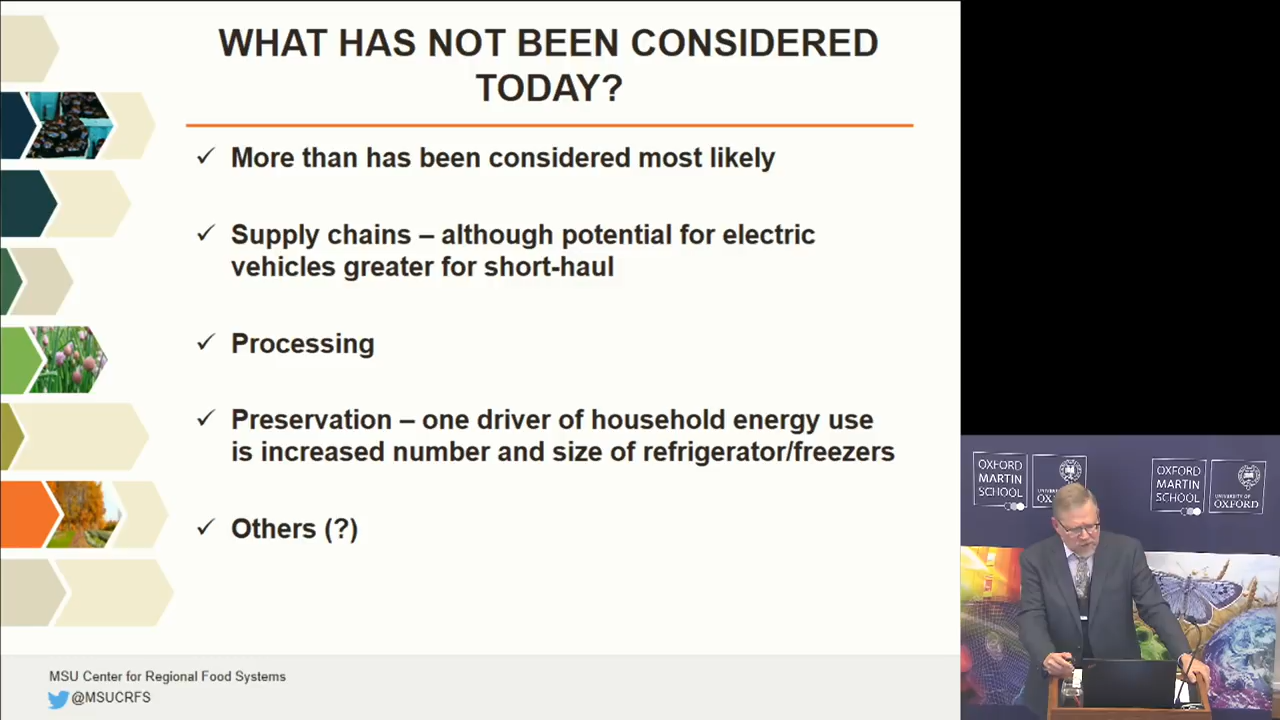 WHAT HAS NOT BEEN CONSIDERED
TODAY?
✓ More than has been considered most likely
✓ Supply chains – although potential for electric
vehicles greater for short-haul
✓ Processing
✓ Preservation – one driver of household energy use
is increased number and size of refrigerator/freezers
✓ Others (?)
MSU Center for Regional Food Systems
@MSUCRFS
OXFORD
MARTIN
SCHOOL
UNIVERSITY OF
OX
OXFORD
MARTIN
SCHOOL
UNIVERSITY OF
OXFORD